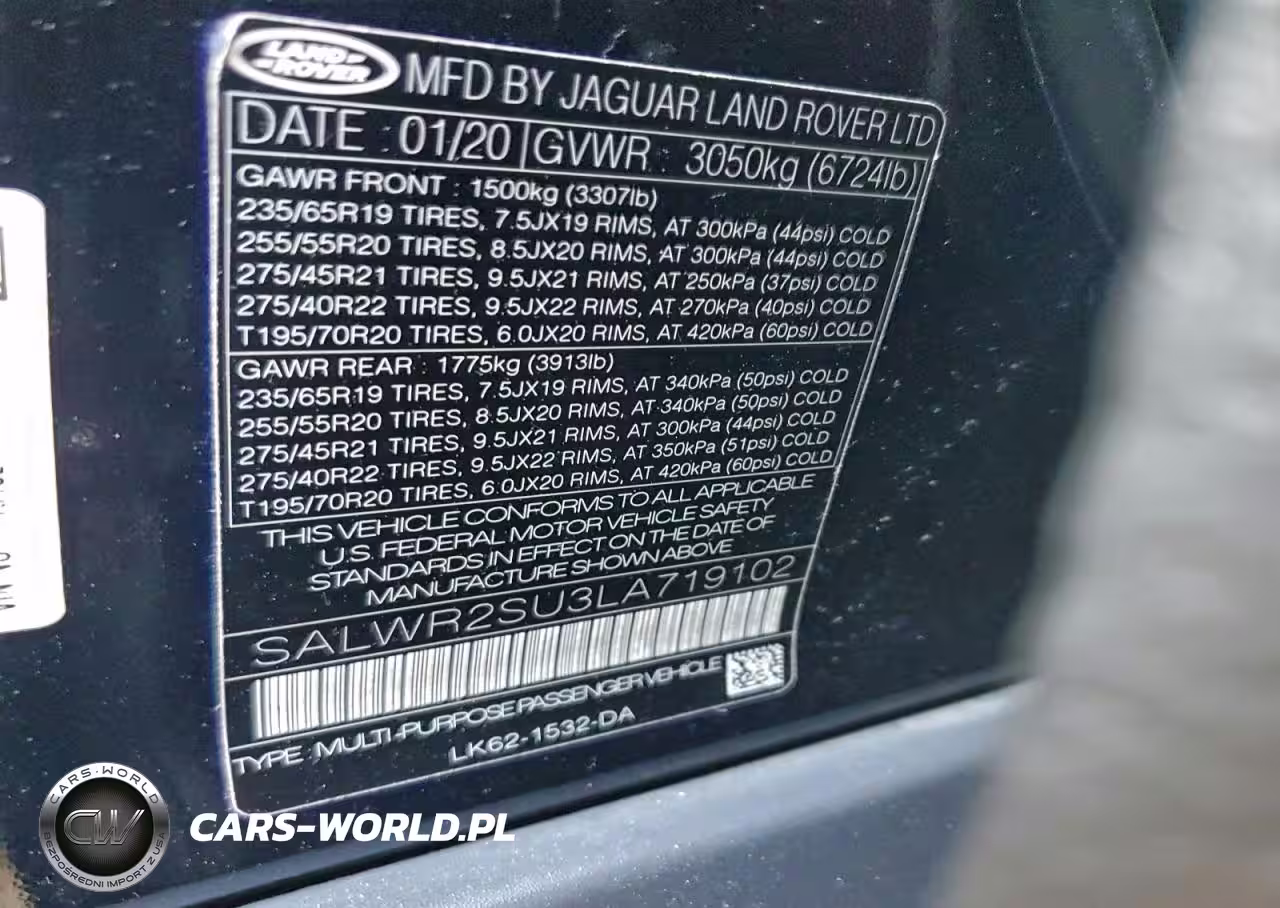 LAND-
-ROVER
MFD BY JAGUAR LAND ROVER LTD
DATE : 01/20 GVWR : 3050kg (6724lb)
GAWR FRONT : 1500kg (3307lb)
235/65R19 TIRES, 7.5JX19 RIMS, AT 300kPa (44psi) COLD
255/55R20 TIRES, 8.5JX20 RIMS, AT 300kPa (44psi) COLD
275/45R21 TIRES, 9.5JX21 RIMS, AT 250kPa (37psi) COLD
275/40R22 TIRES, 9.5JX22 RIMS, AT 270kPa (40psi) COLD
T195/70R20 TIRES, 6.0JX20 RIMS, AT 420kPa (60psi) COLD
GAWR REAR : 1775kg (3913lb)
235/65R19 TIRES, 7.5JX19 RIMS, AT 340kPa (50psi) COLD
255/55R20 TIRES, 8.5JX20 RIMS, AT 340kPa (50psi) COLD
275/45R21 TIRES, 9.5JX21 RIMS, AT 300kPa (44psi) COLD
275/40R22 TIRES, 9.5JX22 RIMS, AT 350kPa (51psi) COLD
T195/70R20 TIRES, 6.0JX20 RIMS, AT 420kPa (60psi) COLD
THIS VEHICLE CONFORMS TO ALL APPLICABLE
U.S. FEDERAL MOTOR VEHICLE SAFETY
STANDARDS IN EFFECT ON THE DATE OF
MANUFACTURE SHOWN ABOVE
SALWR2SU3LA719102
TYPE : MULTI-PURPOSE PASSENGER VEHICLE
LK62-1532-DA
CARS-WORLD
CW
BEZPOŚREDNI IMPORT Z USA
CARS-WORLD.PL